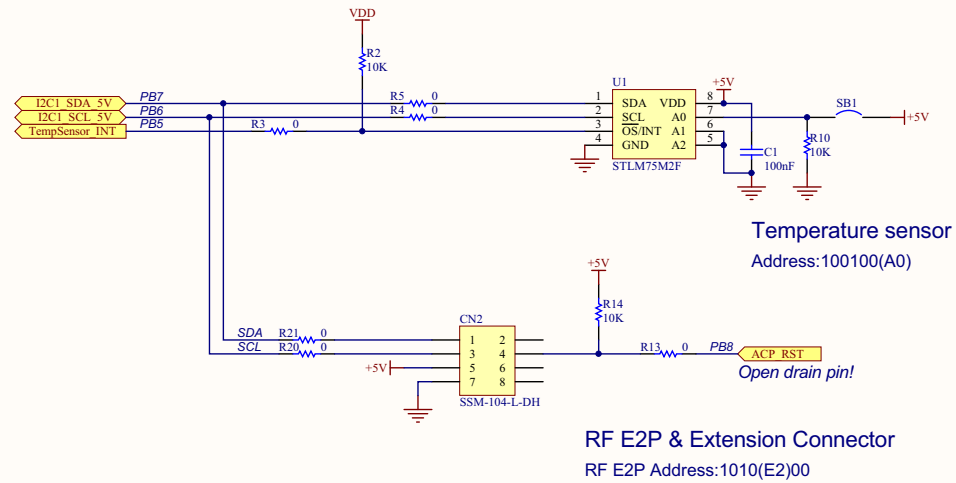 VDD
R2
10K
I2C1_SDA_5V
PB7
R5 0
I2C1_SCL_5V
PB6
R4 0
TempSensor_INT
PB5
R3 0
U1
+5V
1 SDA VDD 8
2 SCL A0 7
3 OS/INT A1 6
4 GND A2 5
STLM75M2F
C1
100nF
SB1
+5V
R10
10K
Temperature sensor
Address:100100(A0)
+5V
R14
10K
CN2
SDA R21 0
SCL R20 0
+5V
1 2
3 4
5 6
7 8
SSM-104-L-DH
R13 0
PB8
ACP_RST
Open drain pin!
RF E2P & Extension Connector
RF E2P Address:1010(E2)00